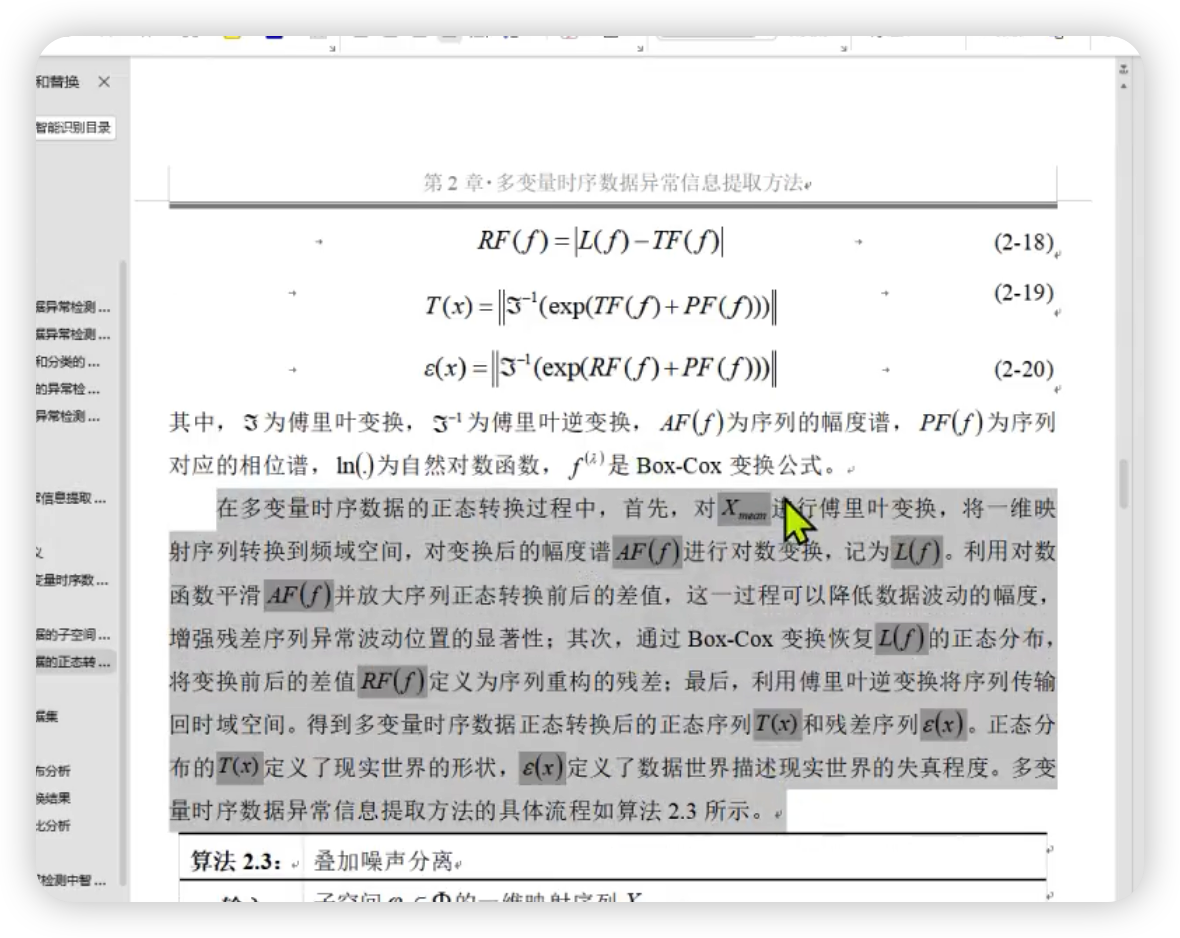 和替换 ×
智能识别目录
据异常检测 ...
据异常检测 ...
和分类的 ...
的异常检 ...
异常检测 ...
信息提取 ...
义
变量时序数 ...
据的子空间 ...
据的正态转 ...
据集
布分析
换结果
比分析
检测中智 ...
第 2 章·多变量时序数据异常信息提取方法
RF(f) = |L(f) − TF(f)| (2-18)
T(x) = ‖ℑ⁻¹(exp(TF(f) + PF(f)))‖ (2-19)
ε(x) = ‖ℑ⁻¹(exp(RF(f) + PF(f)))‖ (2-20)
其中，ℑ 为傅里叶变换，ℑ⁻¹ 为傅里叶逆变换，AF(f)为序列的幅度谱，PF(f)为序列
对应的相位谱，ln(.)为自然对数函数，f^(λ) 是 Box-Cox 变换公式。
在多变量时序数据的正态转换过程中，首先，对 X_mean 进行傅里叶变换，将一维映
射序列转换到频域空间，对变换后的幅度谱 AF(f) 进行对数变换，记为 L(f)。利用对数
函数平滑 AF(f) 并放大序列正态转换前后的差值，这一过程可以降低数据波动的幅度，
增强残差序列异常波动位置的显著性；其次，通过 Box-Cox 变换恢复 L(f) 的正态分布，
将变换前后的差值 RF(f) 定义为序列重构的残差；最后，利用傅里叶逆变换将序列传输
回时域空间。得到多变量时序数据正态转换后的正态序列 T(x) 和残差序列 ε(x)。正态分
布的 T(x) 定义了现实世界的形状，ε(x) 定义了数据世界描述现实世界的失真程度。多变
量时序数据异常信息提取方法的具体流程如算法 2.3 所示。
算法 2.3： 叠加噪声分离
子空间 φ ⊂ Φ 的一维映射序列 X